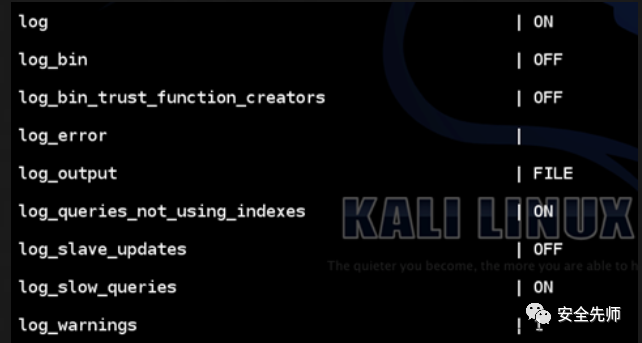 log | ON
log_bin | OFF
log_bin_trust_function_creators | OFF
log_error |
log_output | FILE
log_queries_not_using_indexes | ON
KALI LINUX
log_slave_updates | OFF
The quieter you become, the more you are able to h
log_slow_queries | ON
log_warnings | 1
安全先师